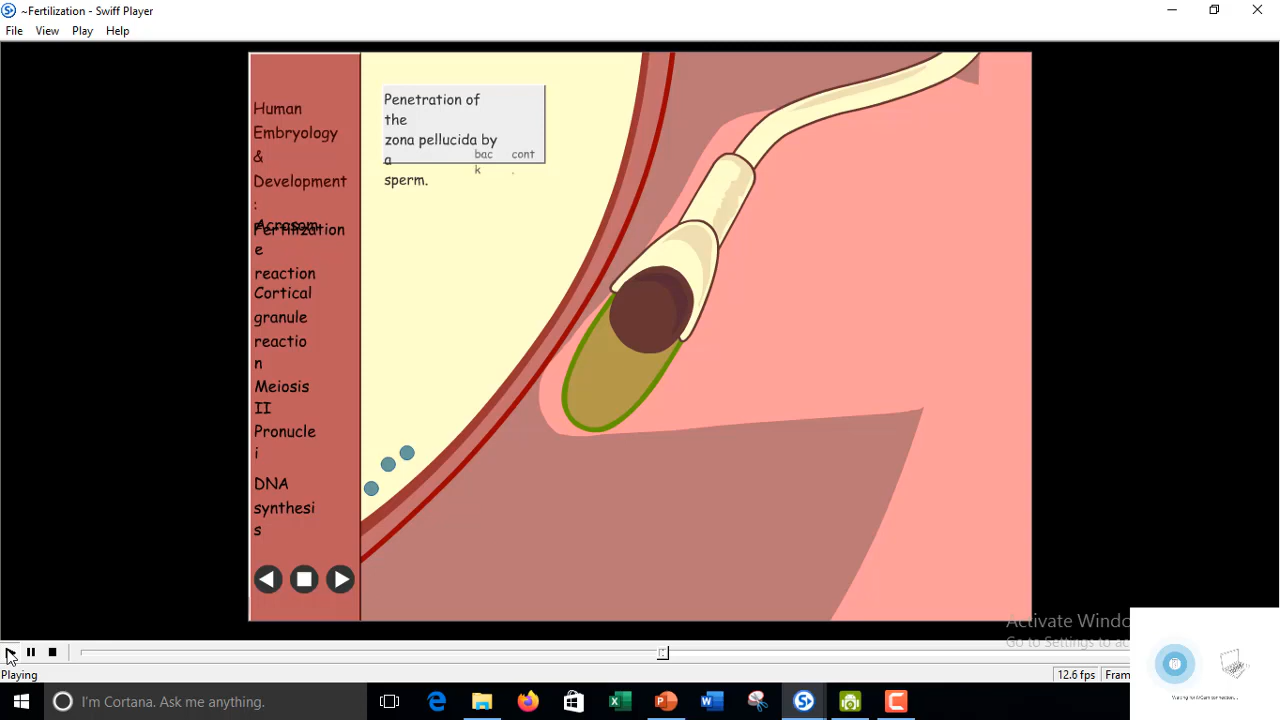 ~Fertilization - Swiff Player
File View Play Help
Human
Embryology
&
Development
:
Fertilization
Acrosom
e
reaction
Cortical
granule
reactio
n
Meiosis
II
Pronucle
i
DNA
synthesi
s
Penetration of
the
zona pellucida by
a
sperm.
bac
k
cont
.
Activate Windo
Go to Settings to ac
Playing
12.6 fps
Fram
I'm Cortana. Ask me anything.